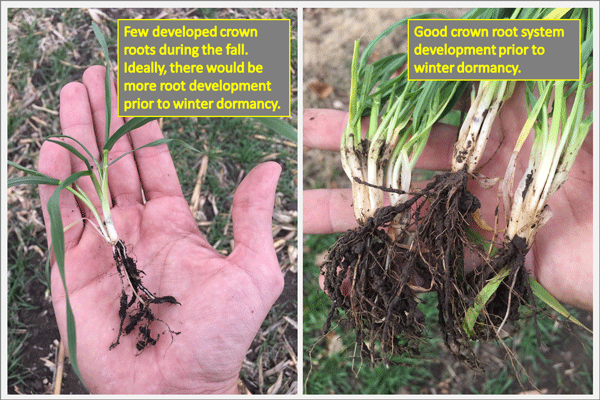 Few developed crown
roots during the fall.
Ideally, there would be
more root development
prior to winter dormancy.
Good crown root system
development prior to
winter dormancy.